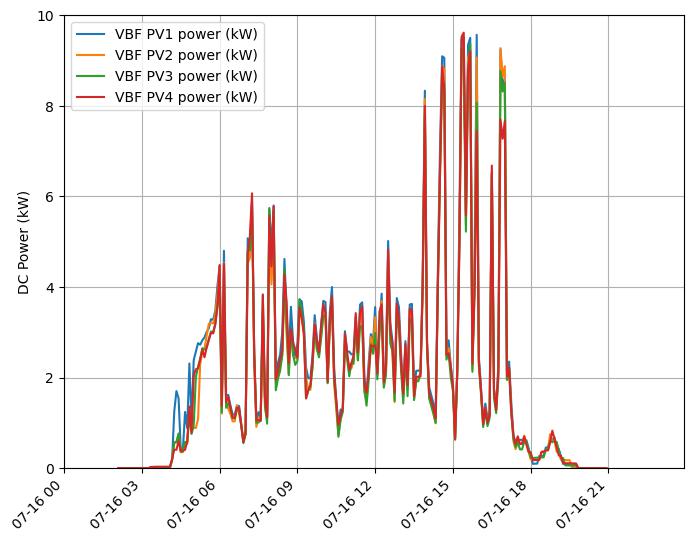 VBF PV1 power (kW)
VBF PV2 power (kW)
VBF PV3 power (kW)
VBF PV4 power (kW)
DC Power (kW)
10
8
6
4
2
0
07-16 00
07-16 03
07-16 06
07-16 09
07-16 12
07-16 15
07-16 18
07-16 21